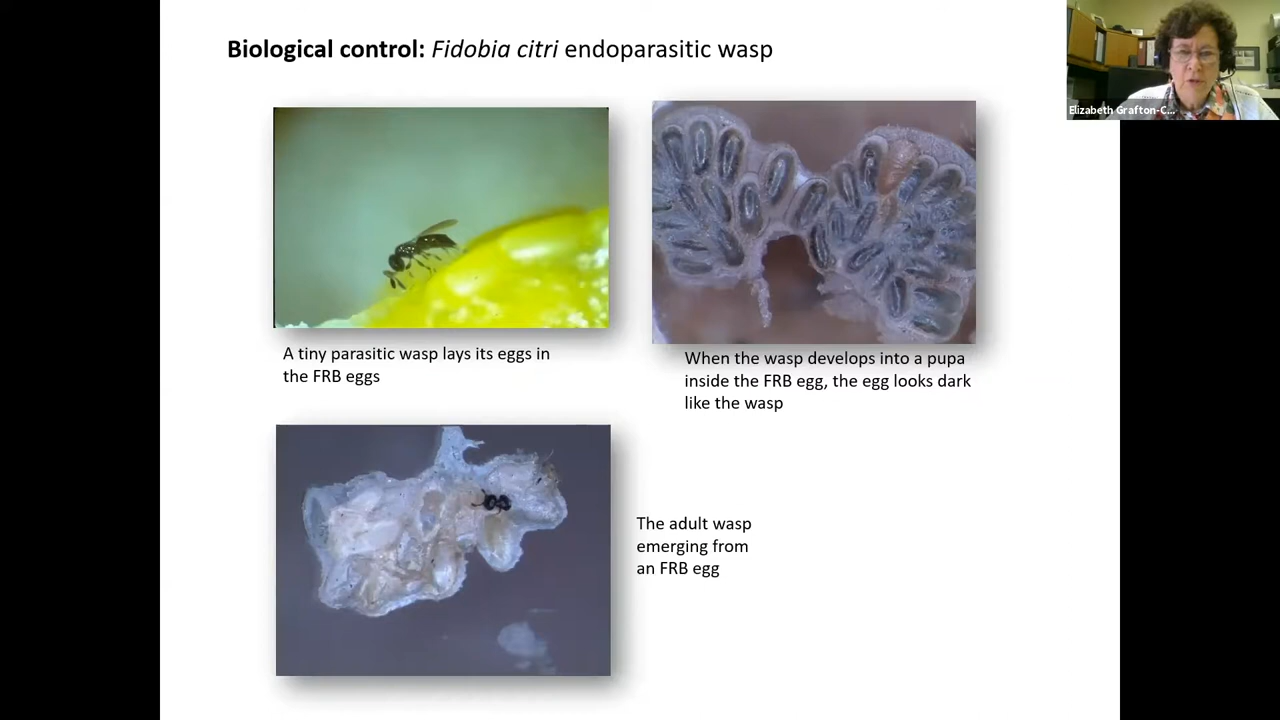 Biological control: Fidobia citri endoparasitic wasp
Elizabeth Grafton-C...
A tiny parasitic wasp lays its eggs in
the FRB eggs
When the wasp develops into a pupa
inside the FRB egg, the egg looks dark
like the wasp
The adult wasp
emerging from
an FRB egg